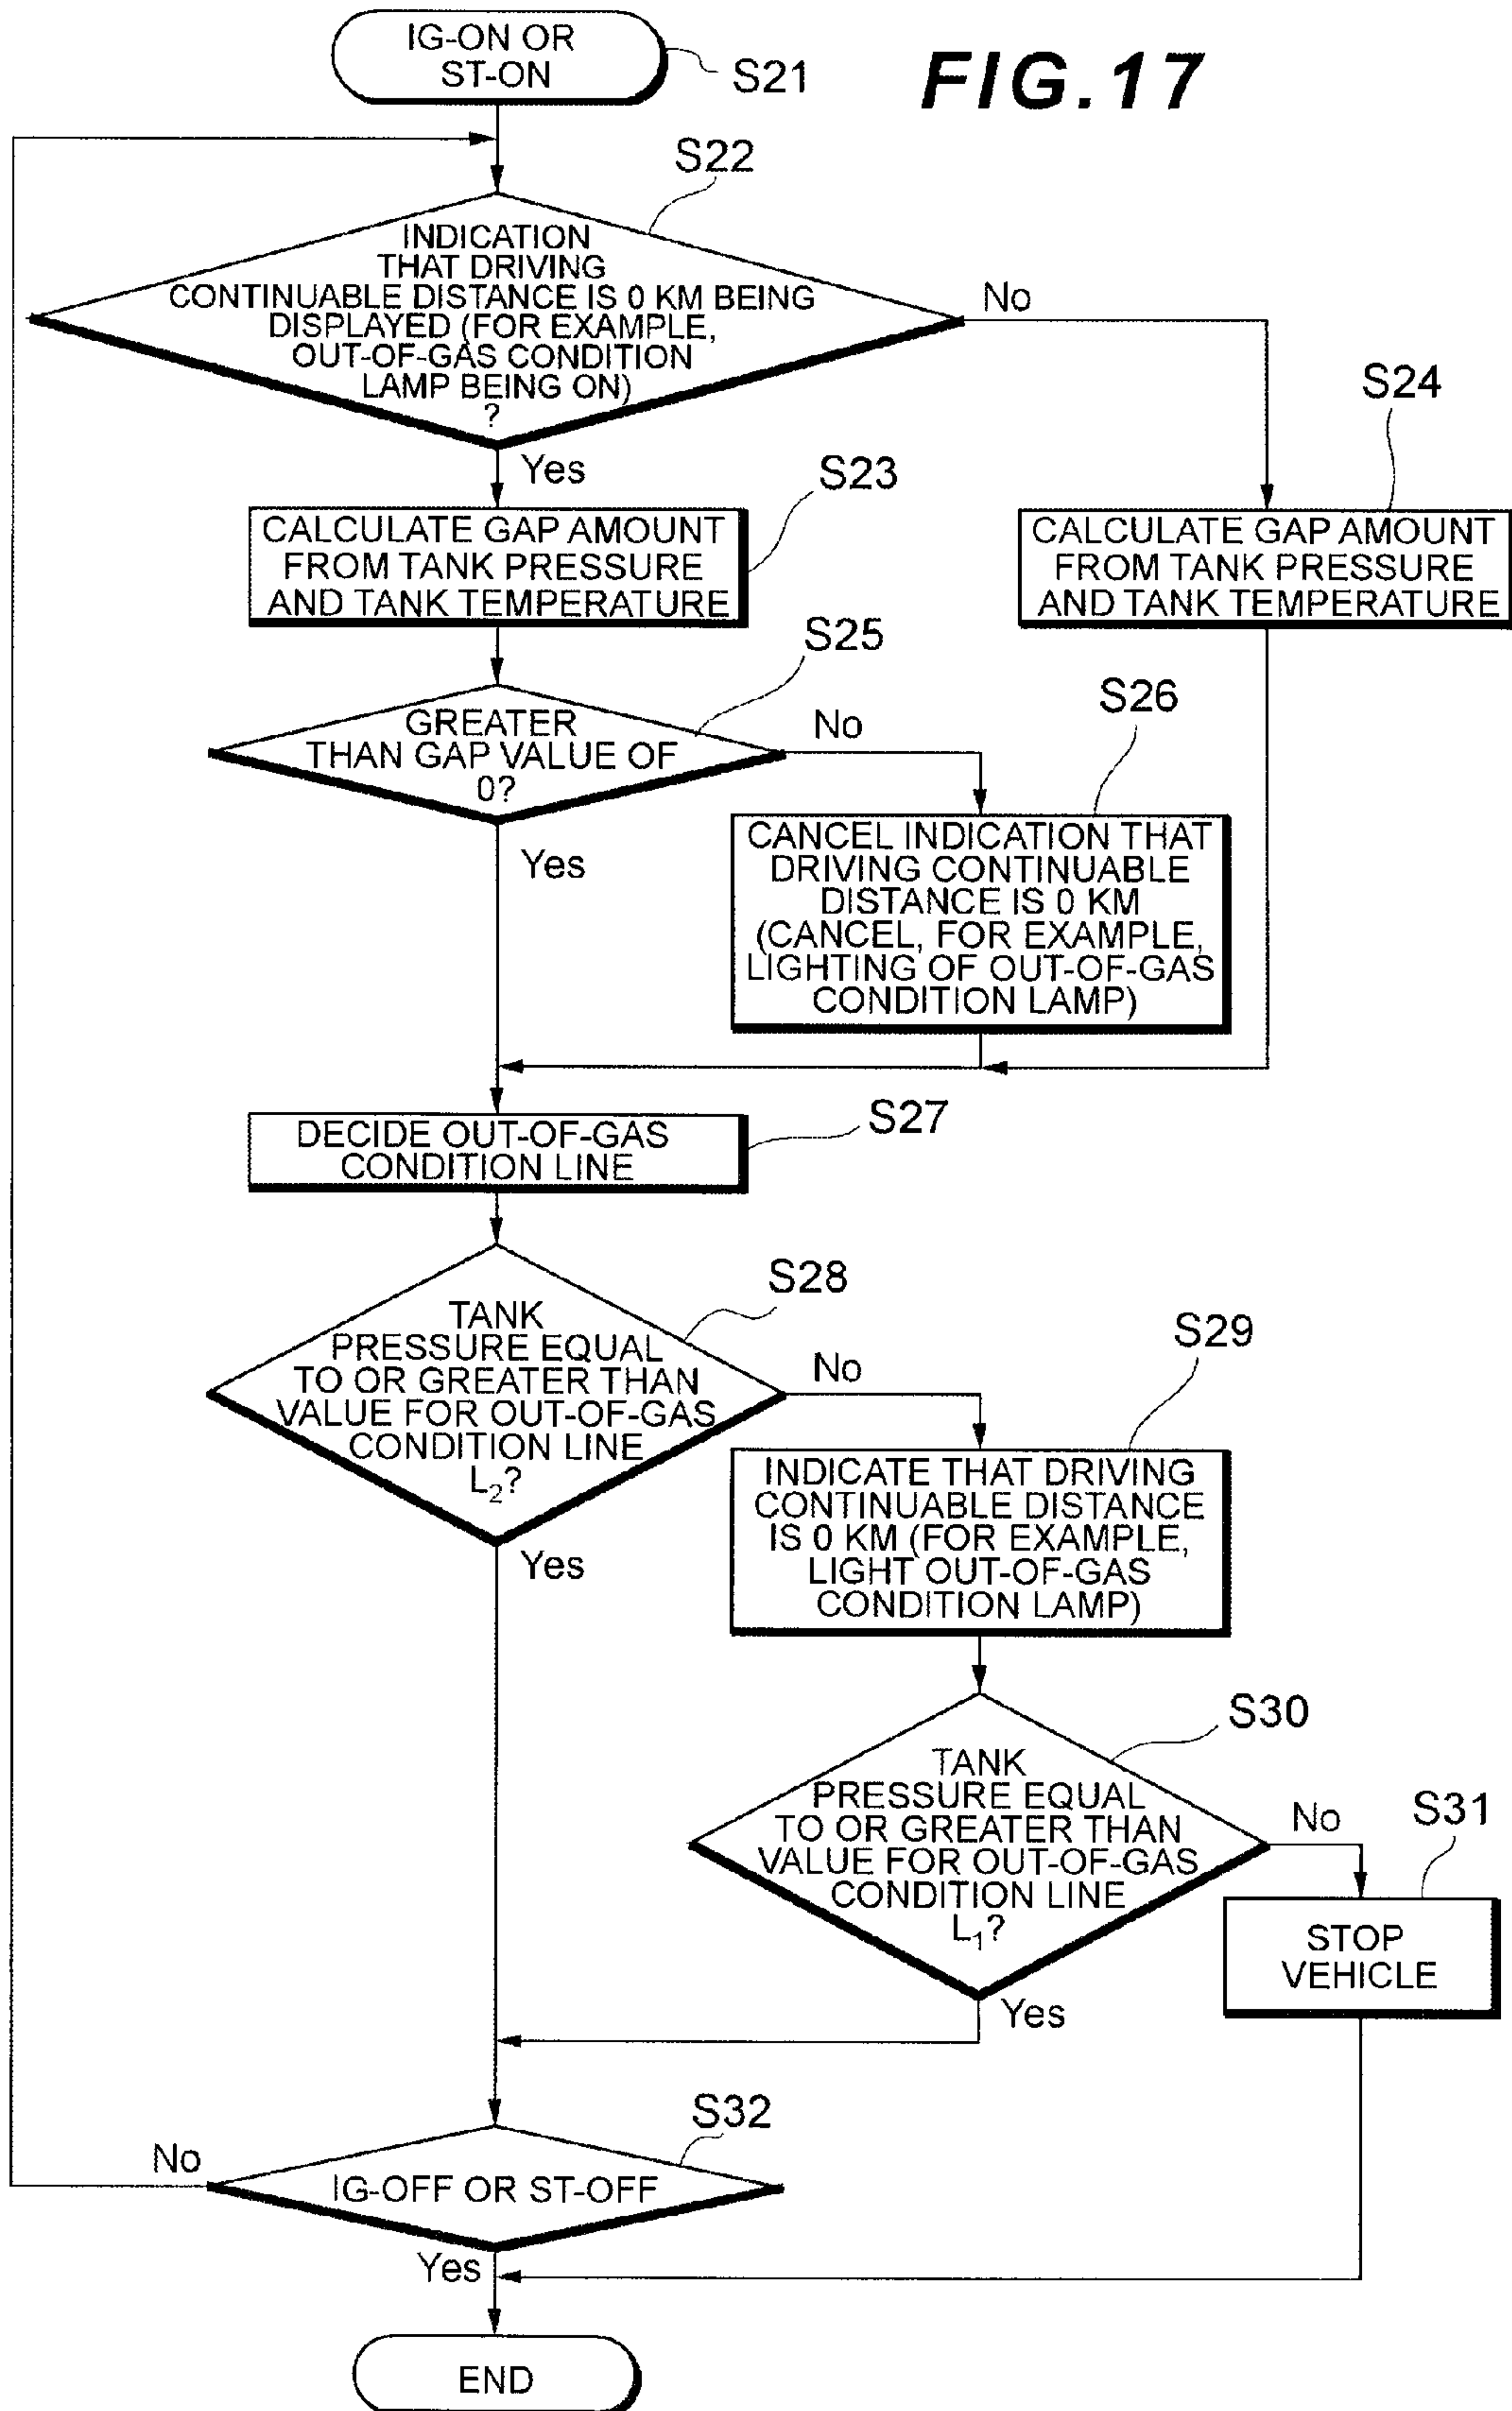 IG-ON OR
ST-ON
S21
FIG.17
S22
INDICATION
THAT DRIVING
CONTINUABLE DISTANCE IS 0 KM BEING
DISPLAYED (FOR EXAMPLE,
OUT-OF-GAS CONDITION
LAMP BEING ON)
?
No
Yes
S24
S23
CALCULATE GAP AMOUNT
FROM TANK PRESSURE
AND TANK TEMPERATURE
CALCULATE GAP AMOUNT
FROM TANK PRESSURE
AND TANK TEMPERATURE
S25
GREATER
THAN GAP VALUE OF
0?
No
Yes
S26
CANCEL INDICATION THAT
DRIVING CONTINUABLE
DISTANCE IS 0 KM
(CANCEL, FOR EXAMPLE,
LIGHTING OF OUT-OF-GAS
CONDITION LAMP)
S27
DECIDE OUT-OF-GAS
CONDITION LINE
S28
TANK
PRESSURE EQUAL
TO OR GREATER THAN
VALUE FOR OUT-OF-GAS
CONDITION LINE
L₂?
No
Yes
S29
INDICATE THAT DRIVING
CONTINUABLE DISTANCE
IS 0 KM (FOR EXAMPLE,
LIGHT OUT-OF-GAS
CONDITION LAMP)
S30
TANK
PRESSURE EQUAL
TO OR GREATER THAN
VALUE FOR OUT-OF-GAS
CONDITION LINE
L₁?
No
Yes
S31
STOP
VEHICLE
S32
IG-OFF OR ST-OFF
No
Yes
END